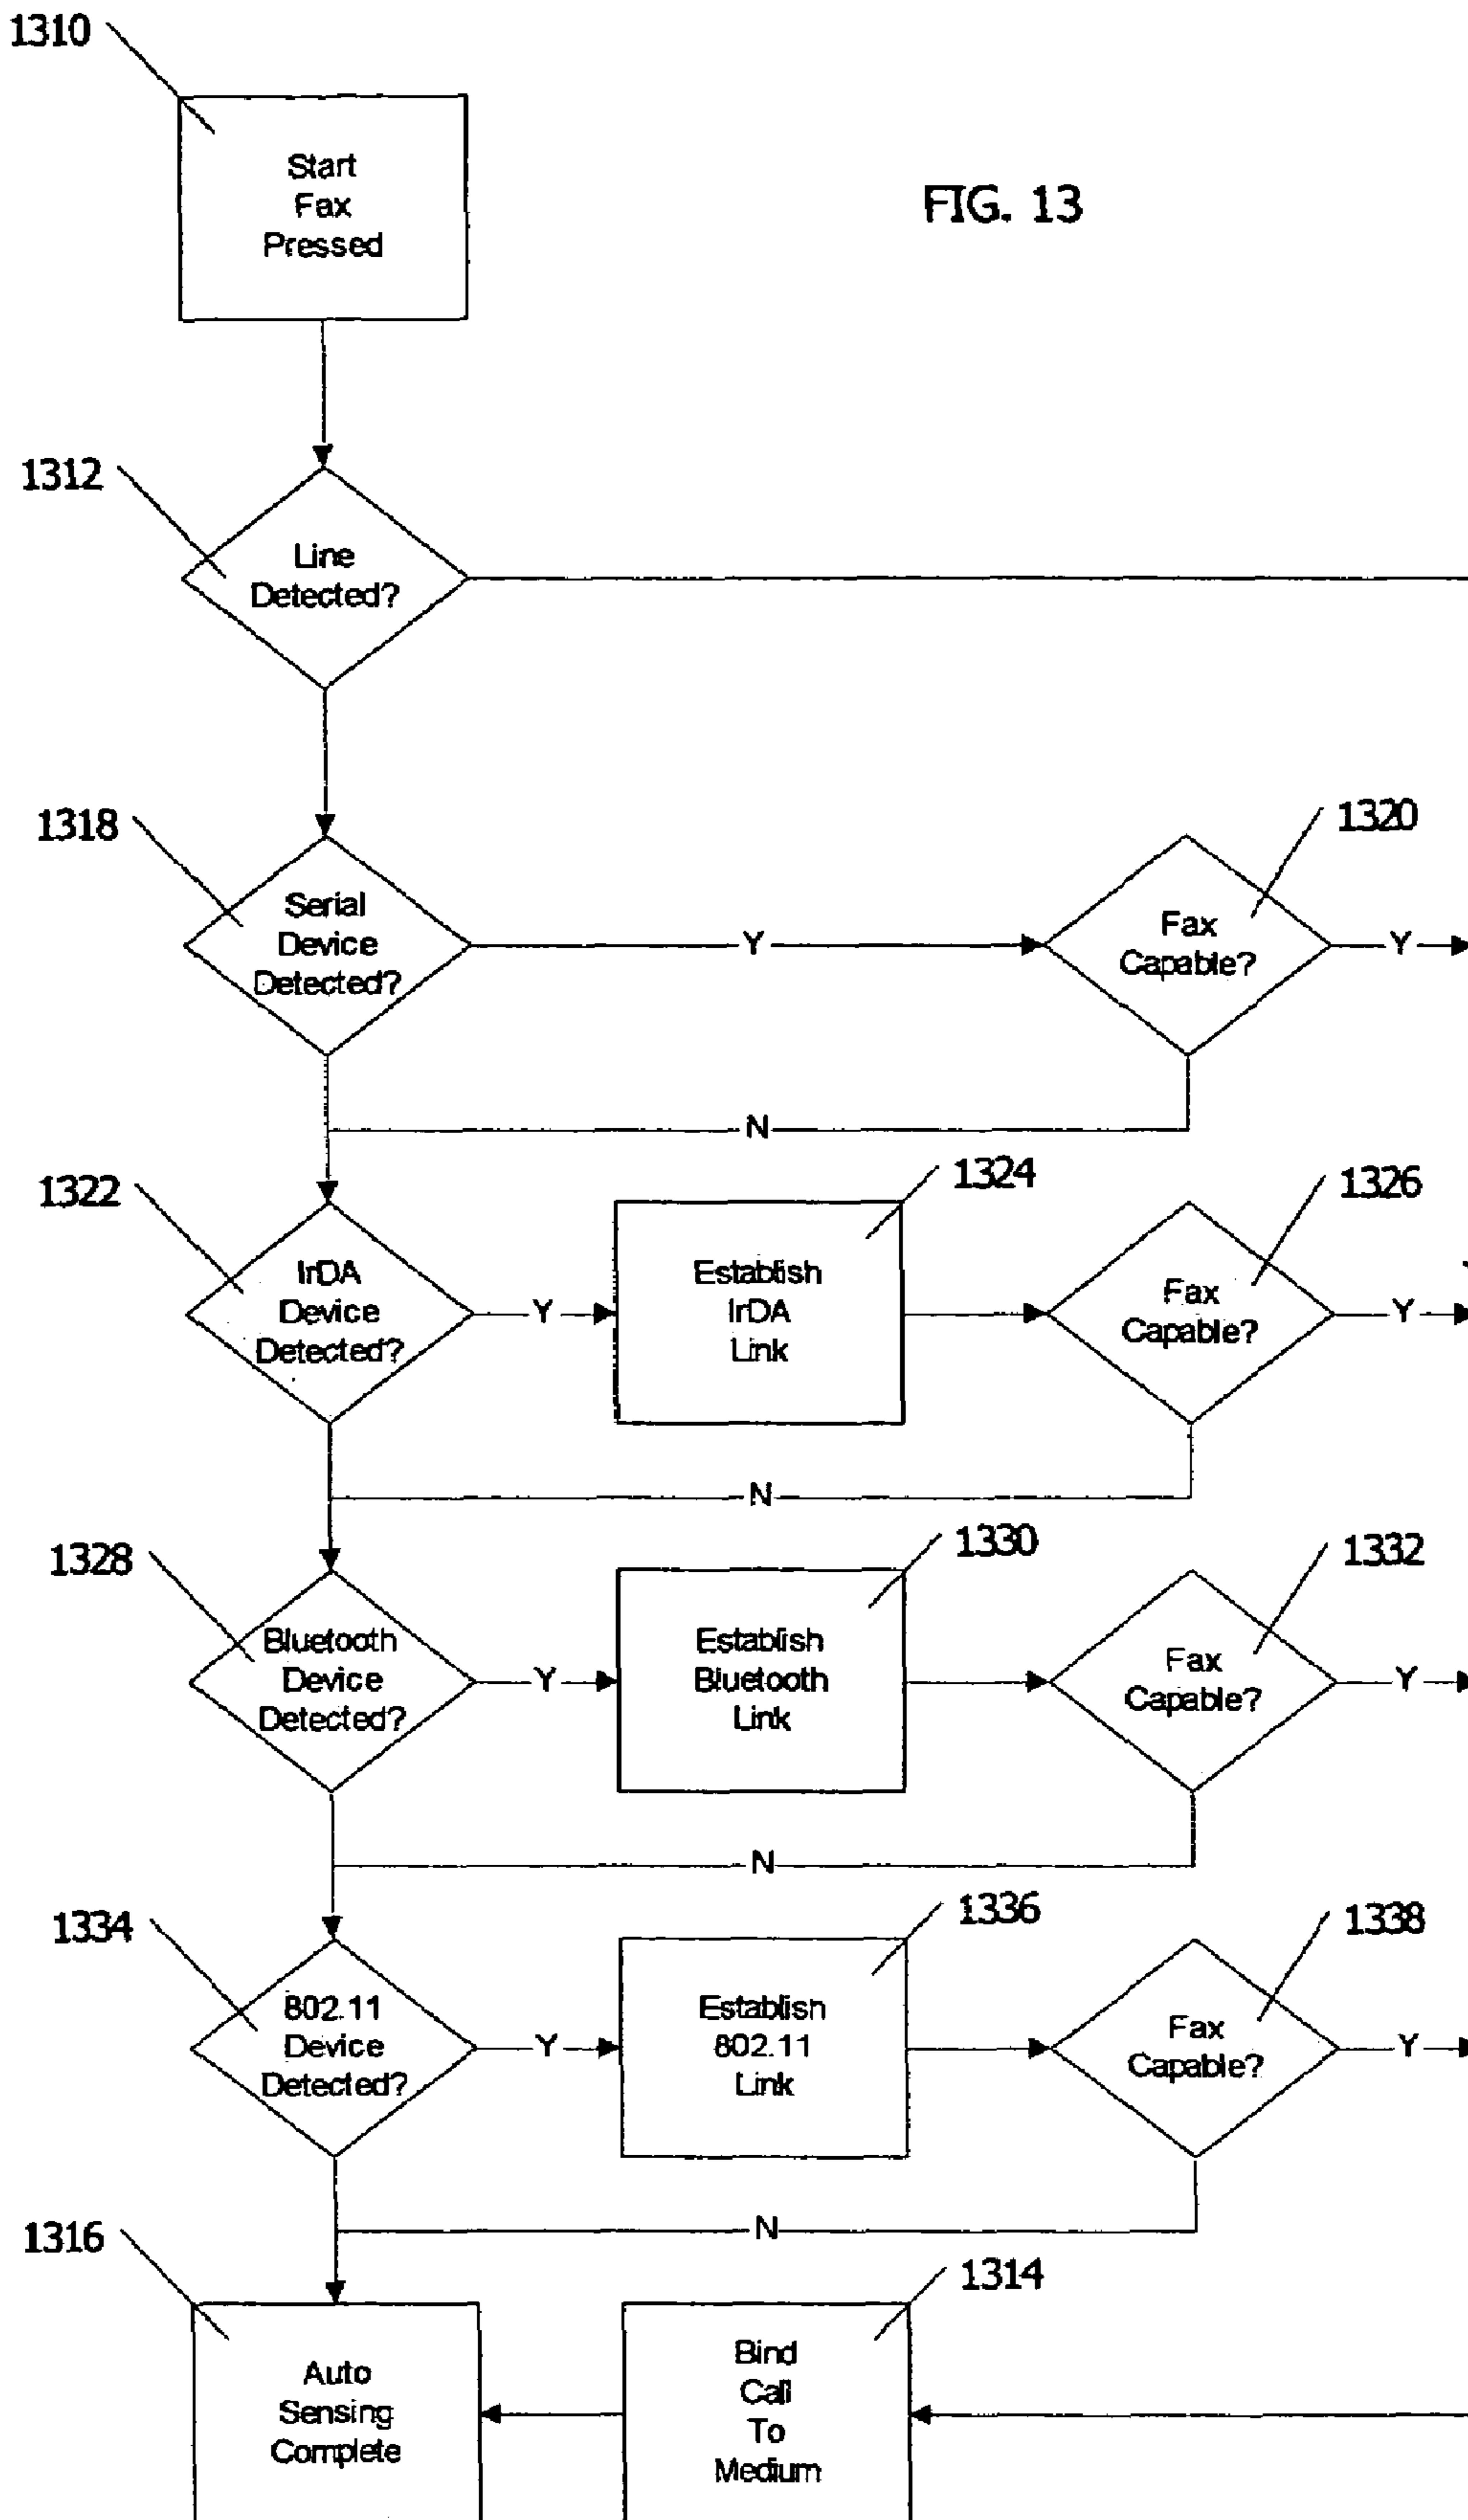 1310
Start
Fax
Pressed
FIG. 13
1312
Line
Detected?
1318
Serial
Device
Detected?
Y
1320
Fax
Capable?
Y
N
1322
IrDA
Device
Detected?
Y
1324
Establish
IrDA
Link
1326
Fax
Capable?
Y
N
1328
Bluetooth
Device
Detected?
Y
1330
Establish
Bluetooth
Link
1332
Fax
Capable?
Y
N
1334
802.11
Device
Detected?
Y
1336
Establish
802.11
Link
1338
Fax
Capable?
Y
N
1316
Auto
Sensing
Complete
1314
Bind
Call
To
Medium